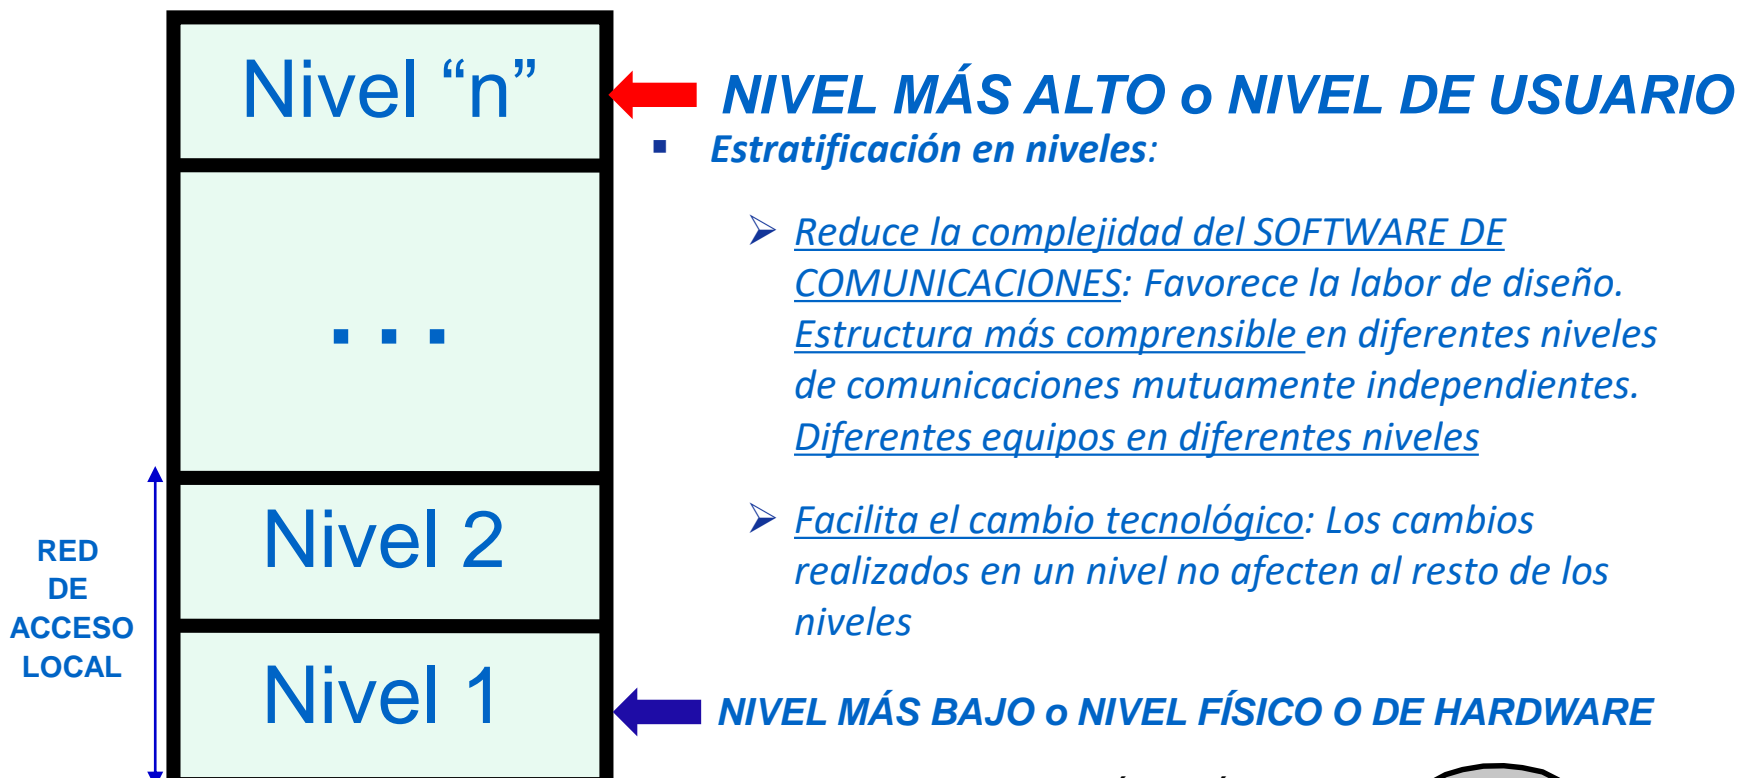 Nivel “n”
NIVEL MÁS ALTO o NIVEL DE USUARIO
▪ Estratificación en niveles:
➢ Reduce la complejidad del SOFTWARE DE
COMUNICACIONES: Favorece la labor de diseño.
Estructura más comprensible en diferentes niveles
de comunicaciones mutuamente independientes.
Diferentes equipos en diferentes niveles
...
➢ Facilita el cambio tecnológico: Los cambios
realizados en un nivel no afecten al resto de los
niveles
Nivel 2
RED
DE
ACCESO
LOCAL
Nivel 1
NIVEL MÁS BAJO o NIVEL FÍSICO O DE HARDWARE